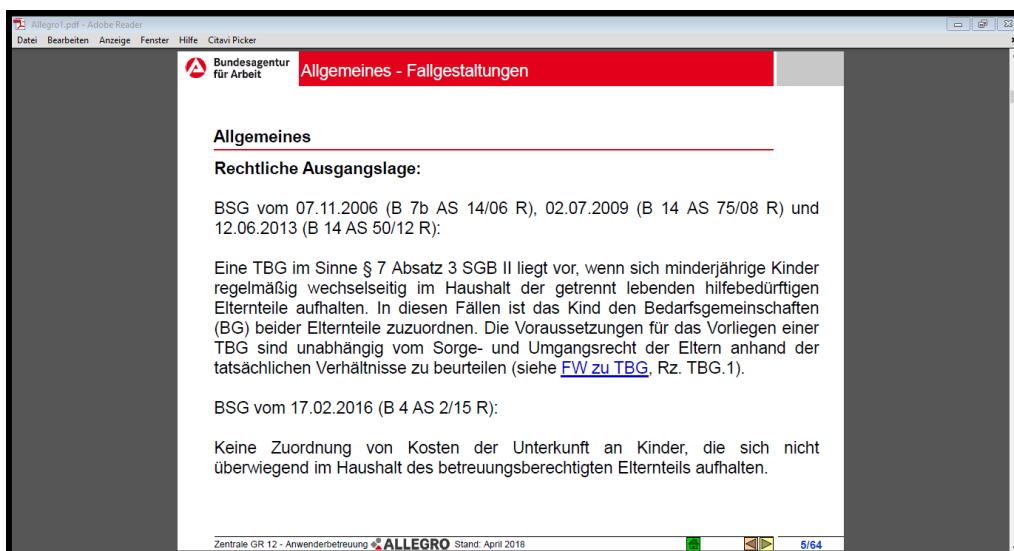 Allegro1.pdf - Adobe Reader
Datei Bearbeiten Anzeige Fenster Hilfe Citavi Picker
Bundesagentur
für Arbeit
Allgemeines - Fallgestaltungen
Allgemeines
Rechtliche Ausgangslage:
BSG vom 07.11.2006 (B 7b AS 14/06 R), 02.07.2009 (B 14 AS 75/08 R) und
12.06.2013 (B 14 AS 50/12 R):
Eine TBG im Sinne § 7 Absatz 3 SGB II liegt vor, wenn sich minderjährige Kinder
regelmäßig wechselseitig im Haushalt der getrennt lebenden hilfebedürftigen
Elternteile aufhalten. In diesen Fällen ist das Kind den Bedarfsgemeinschaften
(BG) beider Elternteile zuzuordnen. Die Voraussetzungen für das Vorliegen einer
TBG sind unabhängig vom Sorge- und Umgangsrecht der Eltern anhand der
tatsächlichen Verhältnisse zu beurteilen (siehe FW zu TBG, Rz. TBG.1).
BSG vom 17.02.2016 (B 4 AS 2/15 R):
Keine Zuordnung von Kosten der Unterkunft an Kinder, die sich nicht
überwiegend im Haushalt des betreuungsberechtigten Elternteils aufhalten.
Zentrale GR 12 - Anwenderbetreuung ALLEGRO Stand: April 2018
5/64